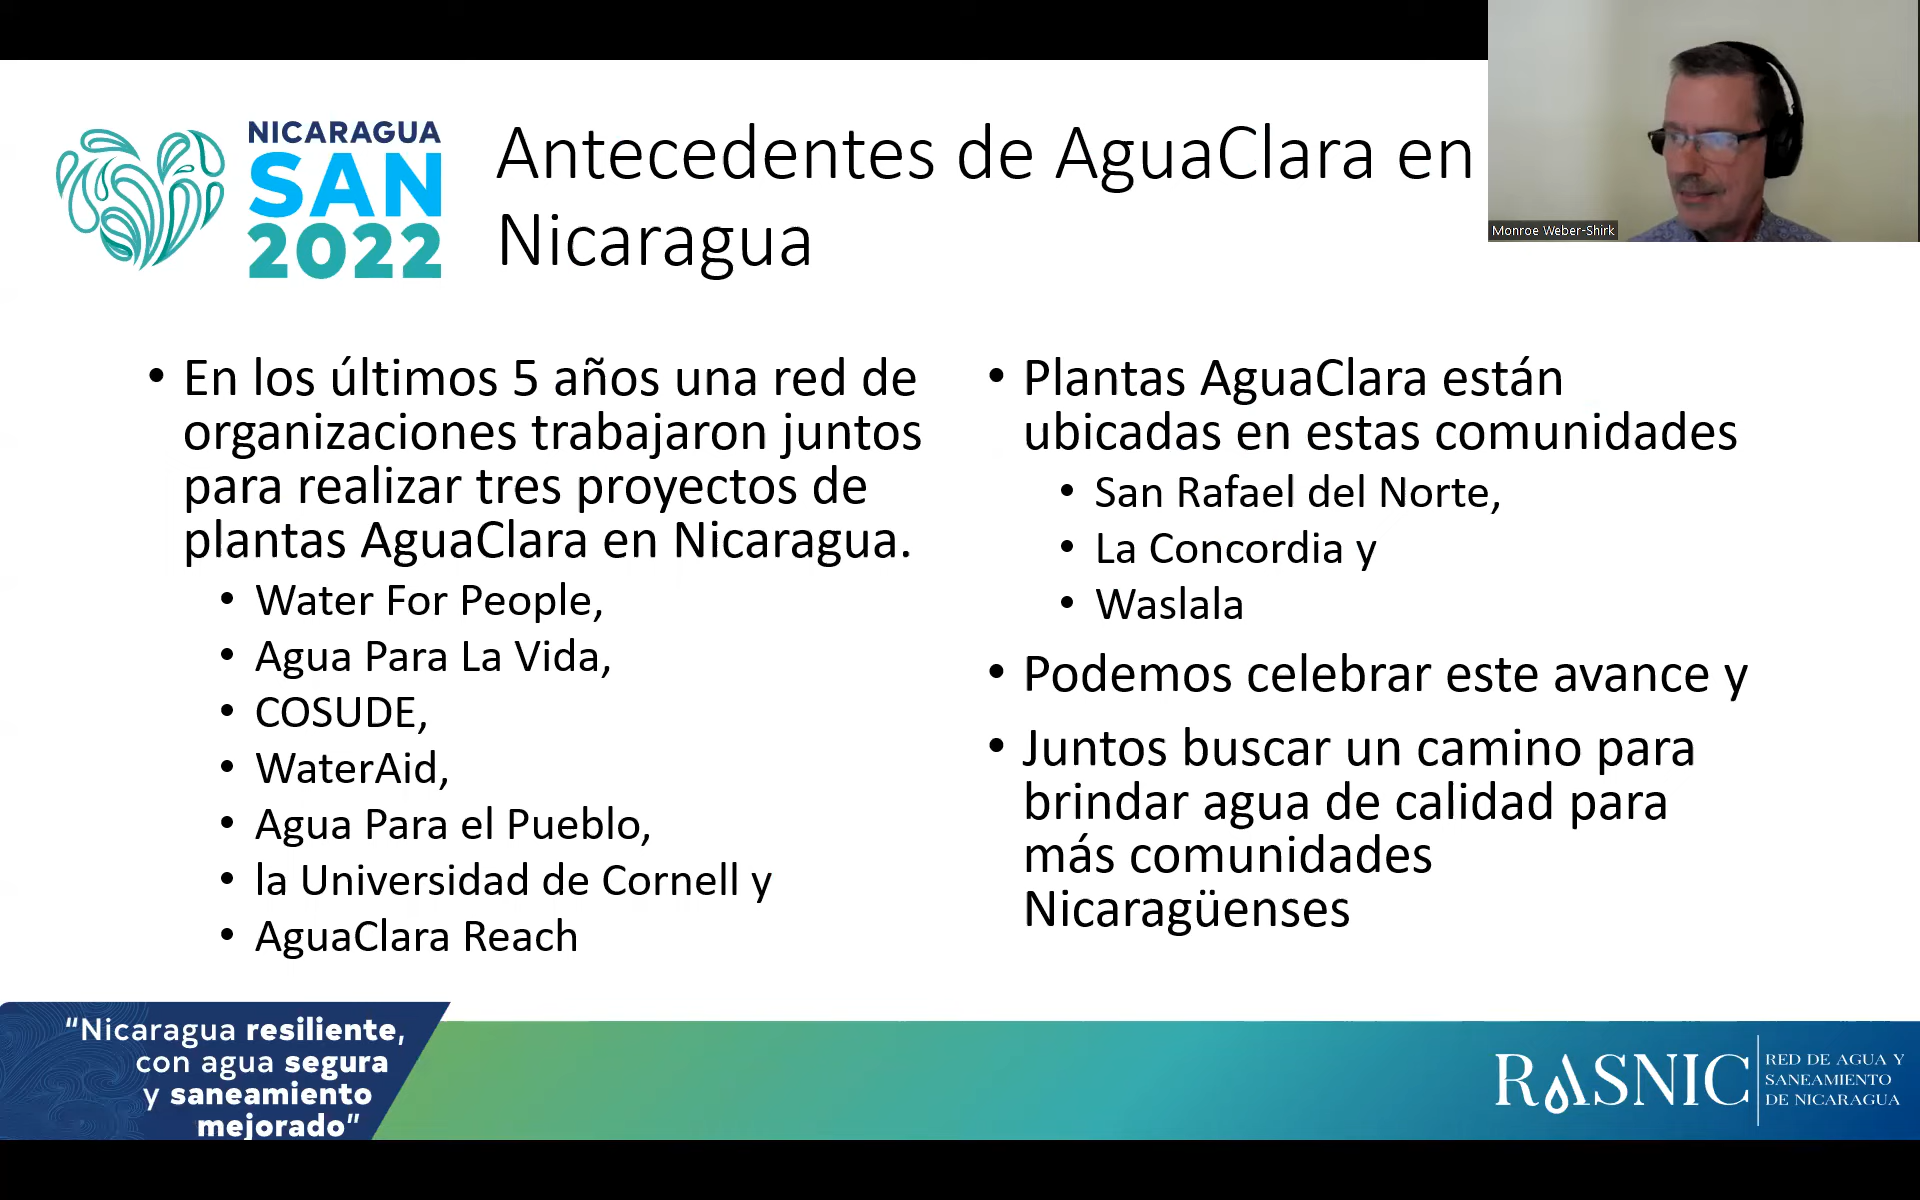 NICARAGUA
SAN
2022
Antecedentes de AguaClara en
Nicaragua
Monroe Weber-Shirk
• En los últimos 5 años una red de
organizaciones trabajaron juntos
para realizar tres proyectos de
plantas AguaClara en Nicaragua.
• Water For People,
• Agua Para La Vida,
• COSUDE,
• WaterAid,
• Agua Para el Pueblo,
• la Universidad de Cornell y
• AguaClara Reach
• Plantas AguaClara están
ubicadas en estas comunidades
• San Rafael del Norte,
• La Concordia y
• Waslala
• Podemos celebrar este avance y
• Juntos buscar un camino para
brindar agua de calidad para
más comunidades
Nicaragüenses
“Nicaragua resiliente,
con agua segura
y saneamiento
mejorado”
RASNIC
RED DE AGUA Y
SANEAMIENTO
DE NICARAGUA